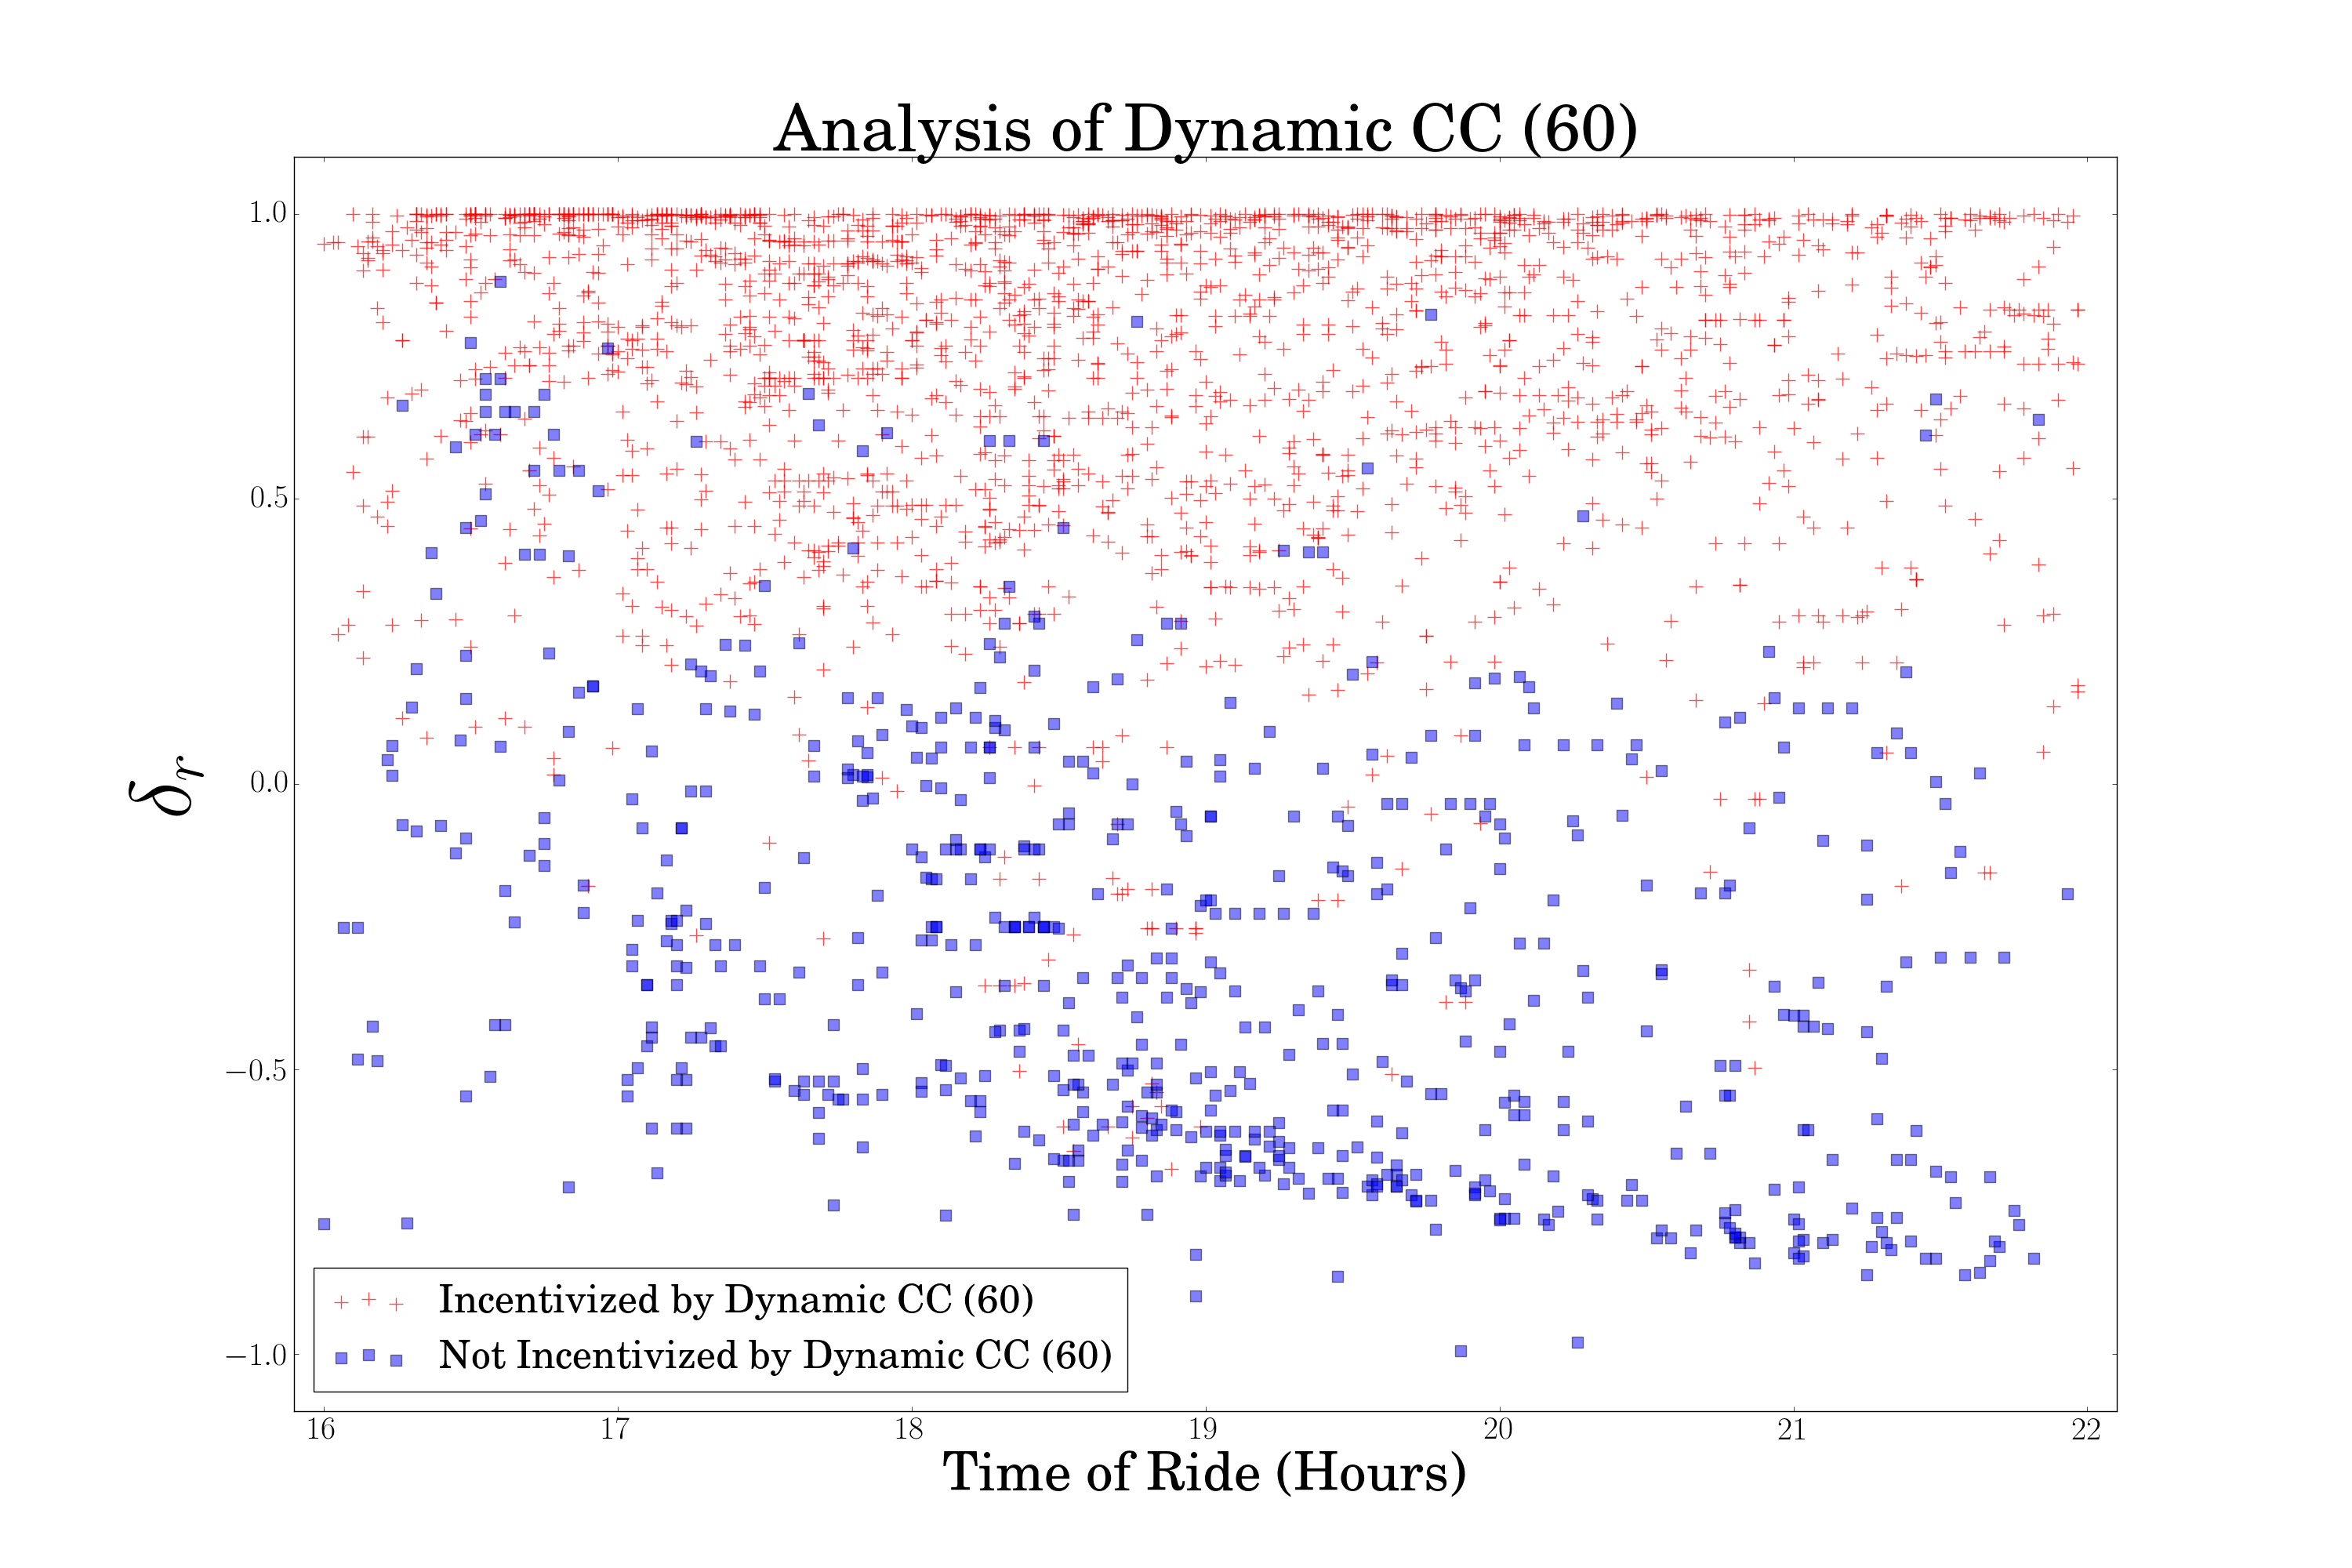 Analysis of Dynamic CC (60)
1.0
0.5
0.0
−0.5
−1.0
δr
Incentivized by Dynamic CC (60)
Not Incentivized by Dynamic CC (60)
16 17 18 19 20 21 22
Time of Ride (Hours)